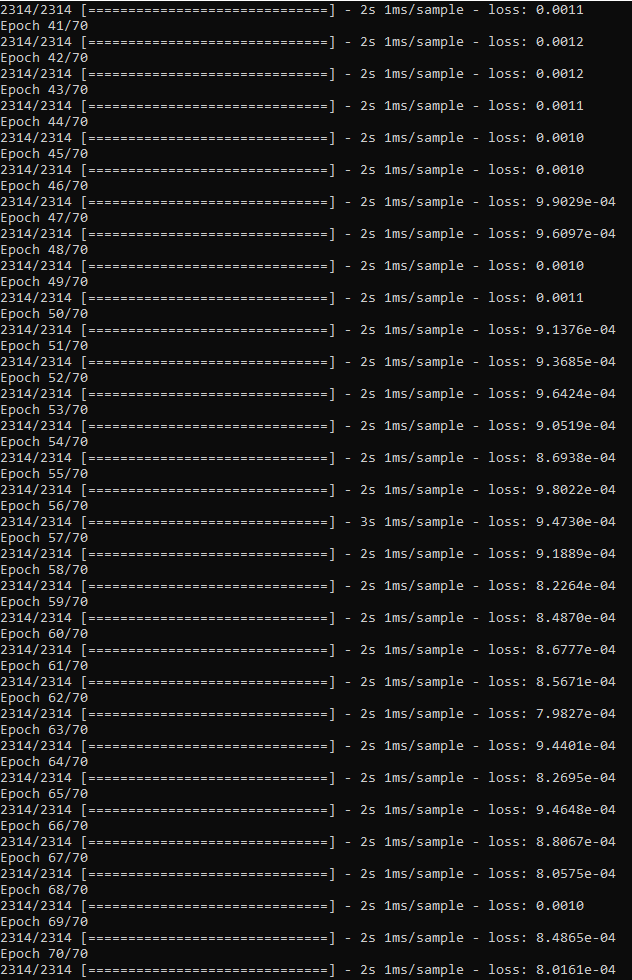 2314/2314 [==============================] - 2s 1ms/sample - loss: 0.0011
Epoch 41/70
2314/2314 [==============================] - 2s 1ms/sample - loss: 0.0012
Epoch 42/70
2314/2314 [==============================] - 2s 1ms/sample - loss: 0.0012
Epoch 43/70
2314/2314 [==============================] - 2s 1ms/sample - loss: 0.0011
Epoch 44/70
2314/2314 [==============================] - 2s 1ms/sample - loss: 0.0010
Epoch 45/70
2314/2314 [==============================] - 2s 1ms/sample - loss: 0.0010
Epoch 46/70
2314/2314 [==============================] - 2s 1ms/sample - loss: 9.9029e-04
Epoch 47/70
2314/2314 [==============================] - 2s 1ms/sample - loss: 9.6097e-04
Epoch 48/70
2314/2314 [==============================] - 2s 1ms/sample - loss: 0.0010
Epoch 49/70
2314/2314 [==============================] - 2s 1ms/sample - loss: 0.0011
Epoch 50/70
2314/2314 [==============================] - 2s 1ms/sample - loss: 9.1376e-04
Epoch 51/70
2314/2314 [==============================] - 2s 1ms/sample - loss: 9.3685e-04
Epoch 52/70
2314/2314 [==============================] - 2s 1ms/sample - loss: 9.6424e-04
Epoch 53/70
2314/2314 [==============================] - 2s 1ms/sample - loss: 9.0519e-04
Epoch 54/70
2314/2314 [==============================] - 2s 1ms/sample - loss: 8.6938e-04
Epoch 55/70
2314/2314 [==============================] - 2s 1ms/sample - loss: 9.8022e-04
Epoch 56/70
2314/2314 [==============================] - 3s 1ms/sample - loss: 9.4730e-04
Epoch 57/70
2314/2314 [==============================] - 2s 1ms/sample - loss: 9.1889e-04
Epoch 58/70
2314/2314 [==============================] - 2s 1ms/sample - loss: 8.2264e-04
Epoch 59/70
2314/2314 [==============================] - 2s 1ms/sample - loss: 8.4870e-04
Epoch 60/70
2314/2314 [==============================] - 2s 1ms/sample - loss: 8.6777e-04
Epoch 61/70
2314/2314 [==============================] - 2s 1ms/sample - loss: 8.5671e-04
Epoch 62/70
2314/2314 [==============================] - 2s 1ms/sample - loss: 7.9827e-04
Epoch 63/70
2314/2314 [==============================] - 2s 1ms/sample - loss: 9.4401e-04
Epoch 64/70
2314/2314 [==============================] - 2s 1ms/sample - loss: 8.2695e-04
Epoch 65/70
2314/2314 [==============================] - 2s 1ms/sample - loss: 9.4648e-04
Epoch 66/70
2314/2314 [==============================] - 2s 1ms/sample - loss: 8.8067e-04
Epoch 67/70
2314/2314 [==============================] - 2s 1ms/sample - loss: 8.0575e-04
Epoch 68/70
2314/2314 [==============================] - 2s 1ms/sample - loss: 0.0010
Epoch 69/70
2314/2314 [==============================] - 2s 1ms/sample - loss: 8.4865e-04
Epoch 70/70
2314/2314 [==============================] - 2s 1ms/sample - loss: 8.0161e-04